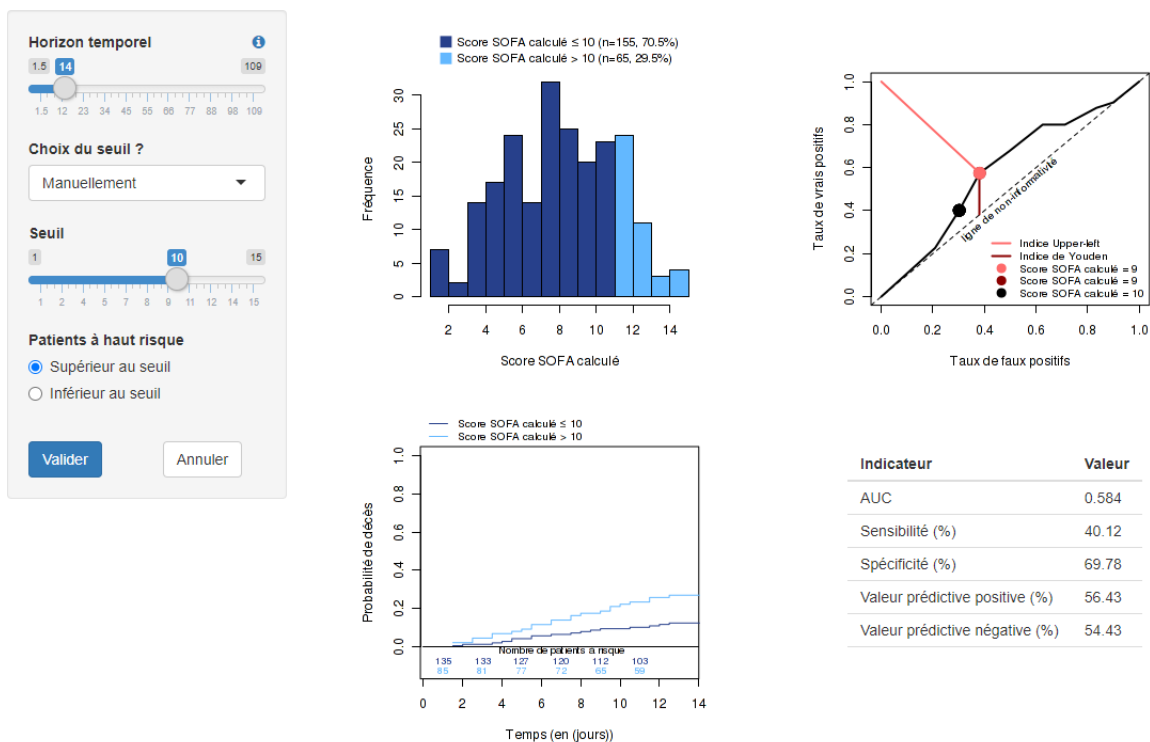 Horizon temporel
1.5 14 109
1.5 12 23 34 45 55 66 77 88 98 109
Choix du seuil ?
Manuellement
Seuil
1 10 15
1 2 4 5 7 8 9 11 12 14 15
Patients à haut risque
Supérieur au seuil
Inférieur au seuil
Valider Annuler
Score SOFA calculé ≤ 10 (n=155, 70.5%)
Score SOFA calculé > 10 (n=65, 29.5%)
Fréquence
0 5 10 15 20 25 30
2 4 6 8 10 12 14
Score SOFA calculé
Taux de vrais positifs
0.0 0.2 0.4 0.6 0.8 1.0
ligne de non-informativité
Indice Upper-left
Indice de Youden
Score SOFA calculé = 9
Score SOFA calculé = 9
Score SOFA calculé = 10
0.0 0.2 0.4 0.6 0.8 1.0
Taux de faux positifs
Score SOFA calculé ≤ 10
Score SOFA calculé > 10
Probabilité de décès
0.0 0.2 0.4 0.6 0.8 1.0
Nombre de patients à risque
135 133 127 120 112 103
85 81 77 72 65 59
0 2 4 6 8 10 12 14
Temps (en (jours))
Indicateur Valeur
AUC 0.584
Sensibilité (%) 40.12
Spécificité (%) 69.78
Valeur prédictive positive (%) 56.43
Valeur prédictive négative (%) 54.43